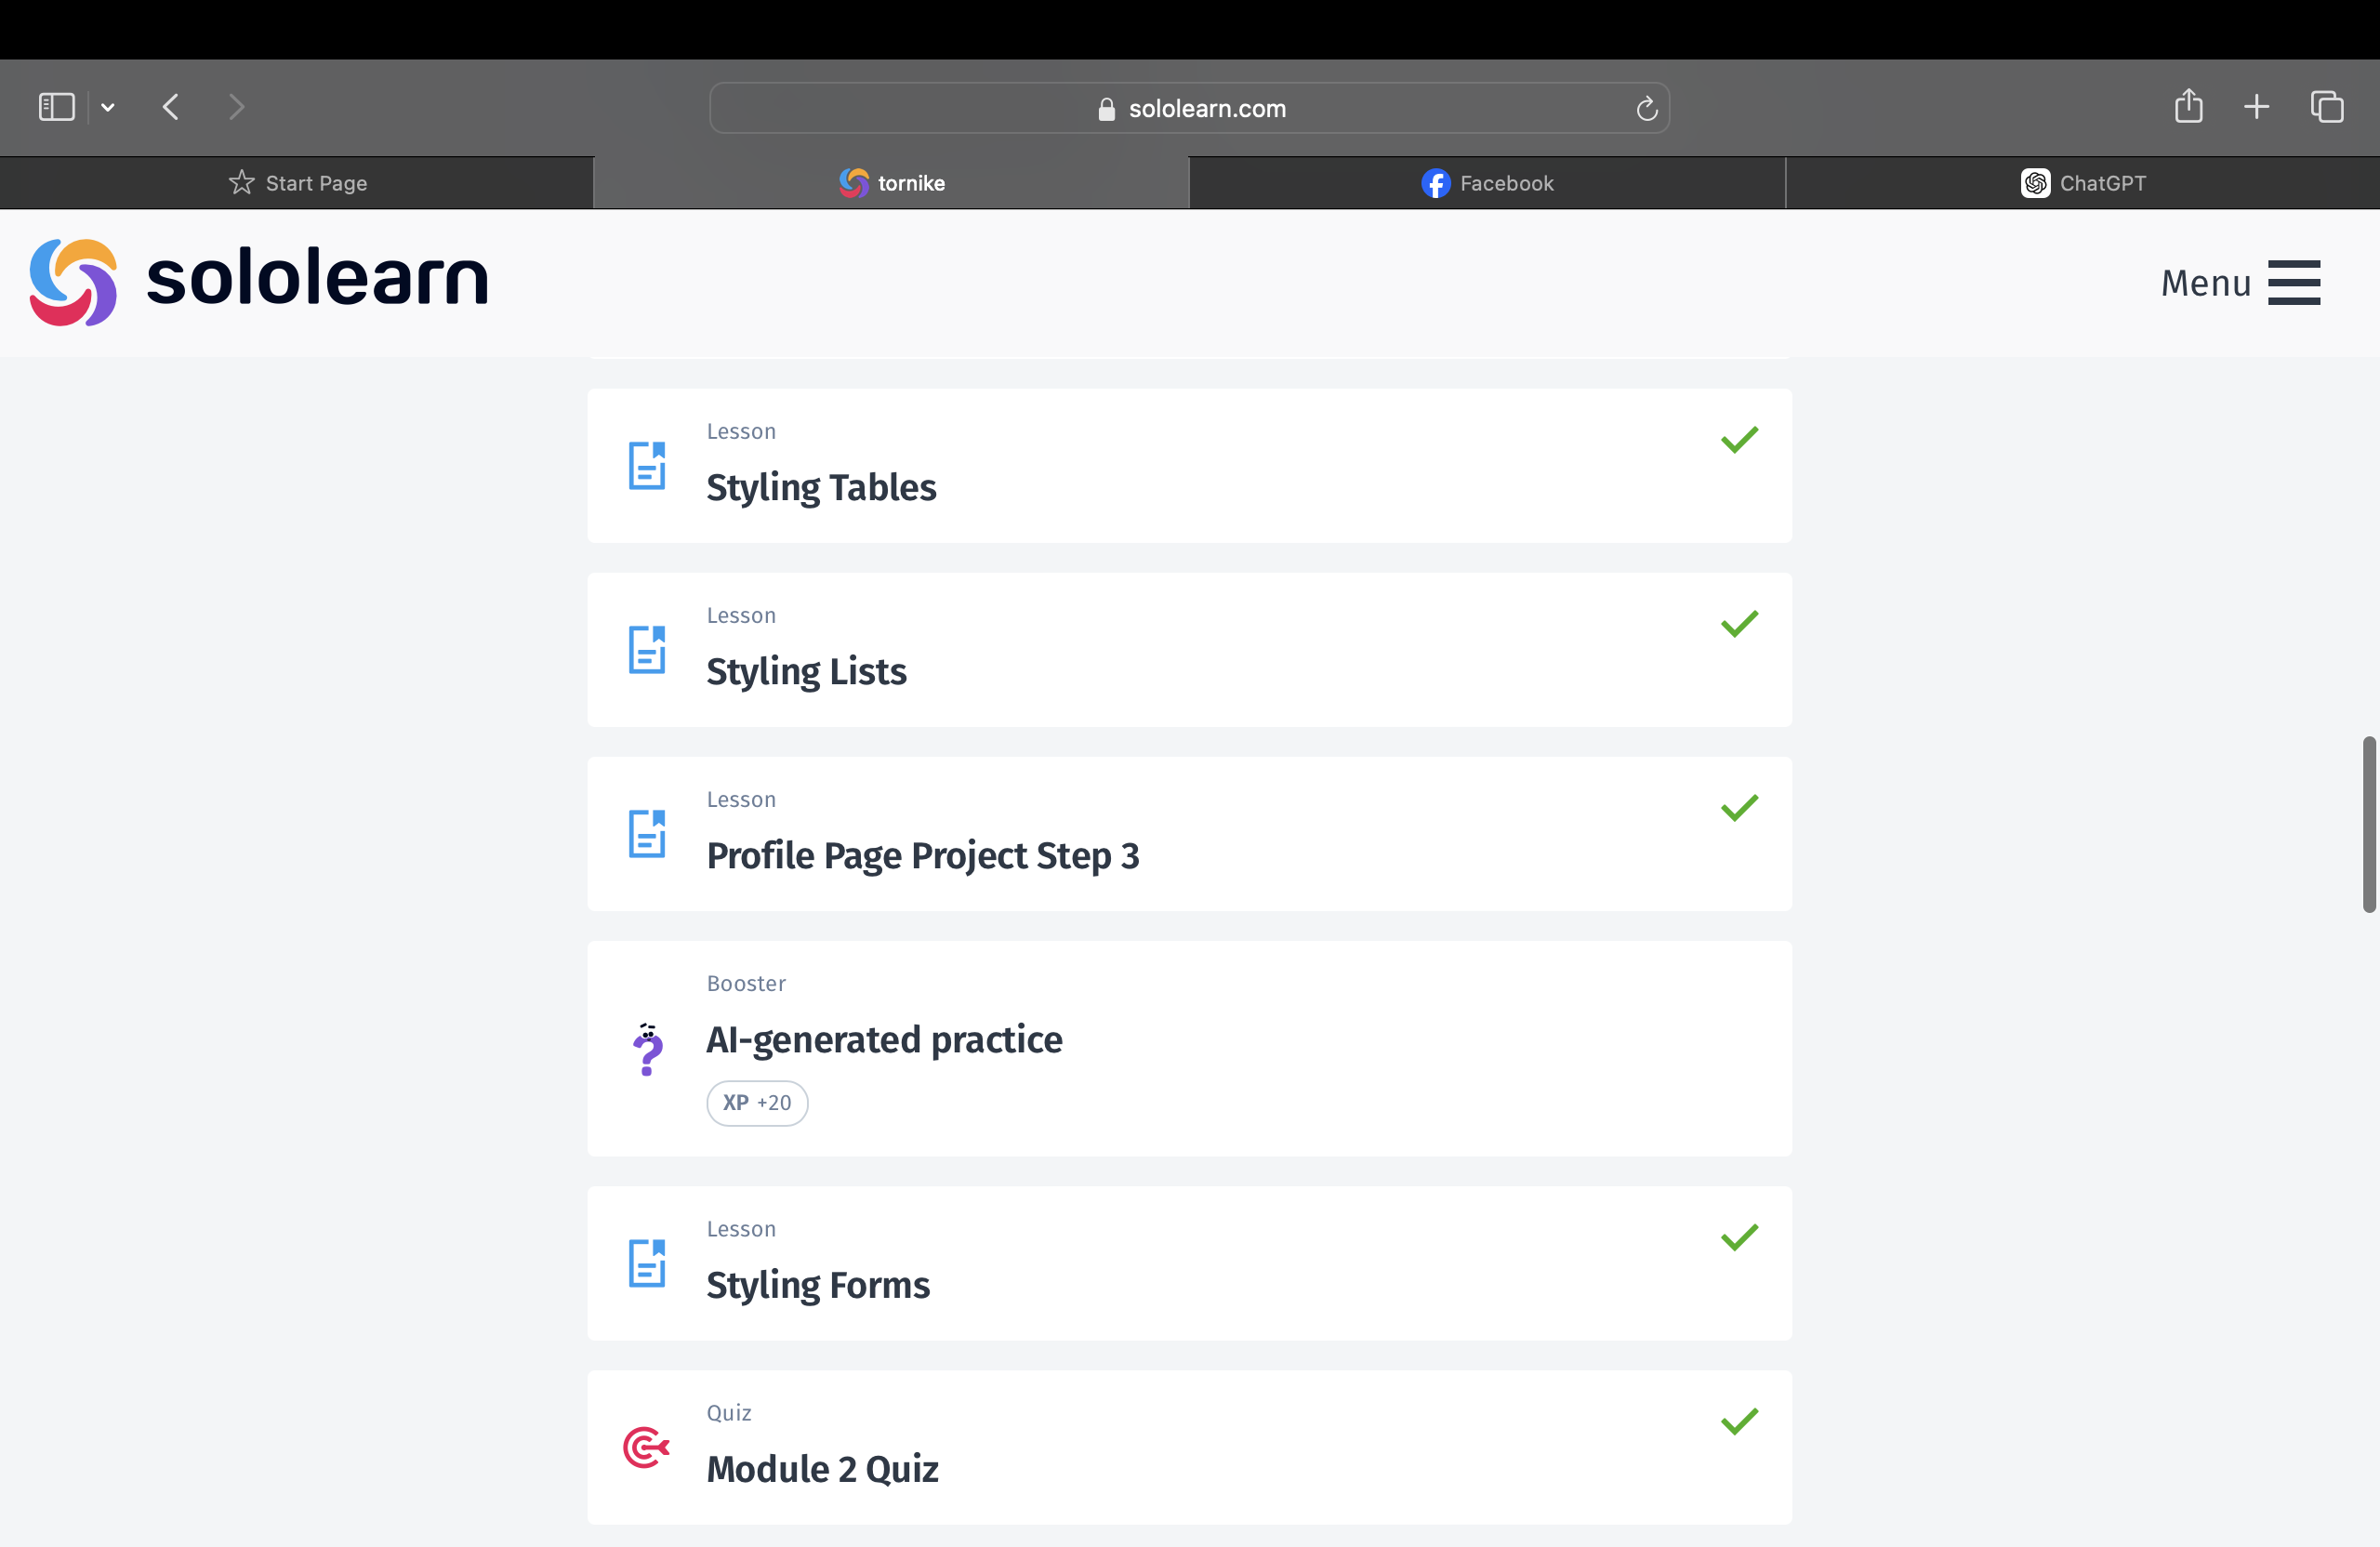 sololearn.com
Start Page
tornike
Facebook
ChatGPT
sololearn
Menu
Lesson
Styling Tables
Lesson
Styling Lists
Lesson
Profile Page Project Step 3
Booster
AI-generated practice
XP +20
Lesson
Styling Forms
Quiz
Module 2 Quiz